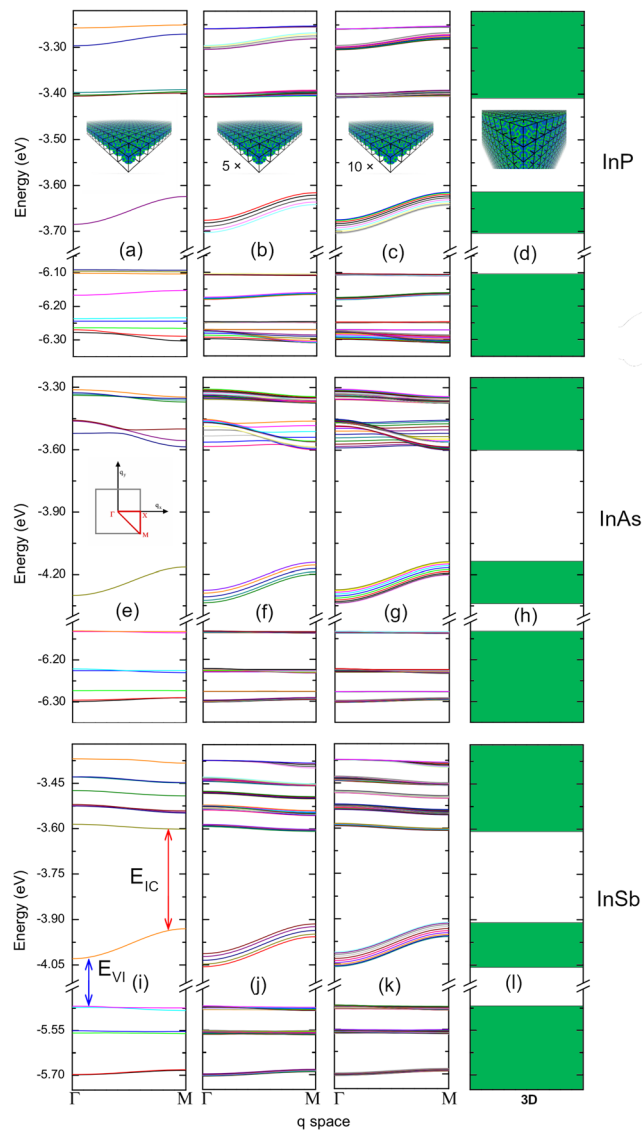 -3.30
-3.40
-3.50
-3.60
-3.70
-6.10
-6.20
-6.30
Energy (eV)
5 ×
10 ×
(a)
(b)
(c)
(d)
InP
-3.30
-3.60
-3.90
-4.20
-6.20
-6.30
Energy (eV)
q_y
q_x
Γ
X
M
(e)
(f)
(g)
(h)
InAs
-3.45
-3.60
-3.75
-3.90
-4.05
-5.55
-5.70
Energy (eV)
E_IC
E_VI
(i)
(j)
(k)
(l)
InSb
Γ
M
Γ
M
Γ
M
3D
q space